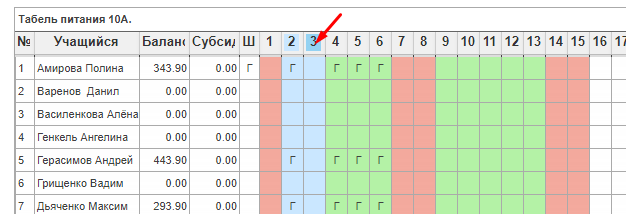 Табель питания 10А.
№ Учащийся Баланс Субсид Ш 1 2 3 4 5 6 7 8 9 10 11 12 13 14 15 16 17
1 Амирова Полина 343.90 0.00 Г Г Г Г Г
2 Варенов Данил 0.00 0.00
3 Василенкова Алёна 0.00 0.00
4 Генкель Ангелина 0.00 0.00
5 Герасимов Андрей 443.90 0.00 Г Г Г Г
6 Грищенко Вадим 0.00 0.00
7 Дьяченко Максим 293.90 0.00 Г Г Г Г